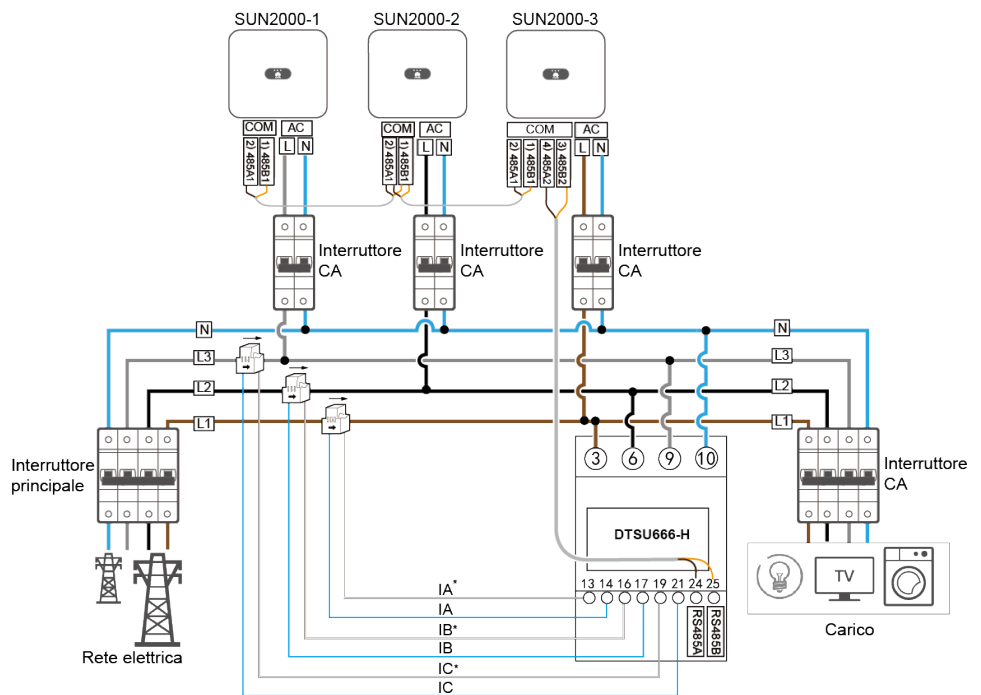 SUN2000-1
SUN2000-2
SUN2000-3
COM
AC
COM
AC
COM
AC
L
N
L
N
L
N
2) 485A1
1) 485B1
2) 485A1
1) 485B1
2) 485A1
1) 485B1
4) 485A2
3) 485B2
Interruttore
CA
Interruttore
CA
Interruttore
CA
N
N
L3
L3
L2
L2
L1
L1
Interruttore
principale
3
6
9
10
Interruttore
CA
DTSU666-H
TV
13
14
16
17
19
21
24
25
RS485A
RS485B
IA*
IA
IB*
IB
IC*
IC
Rete elettrica
Carico